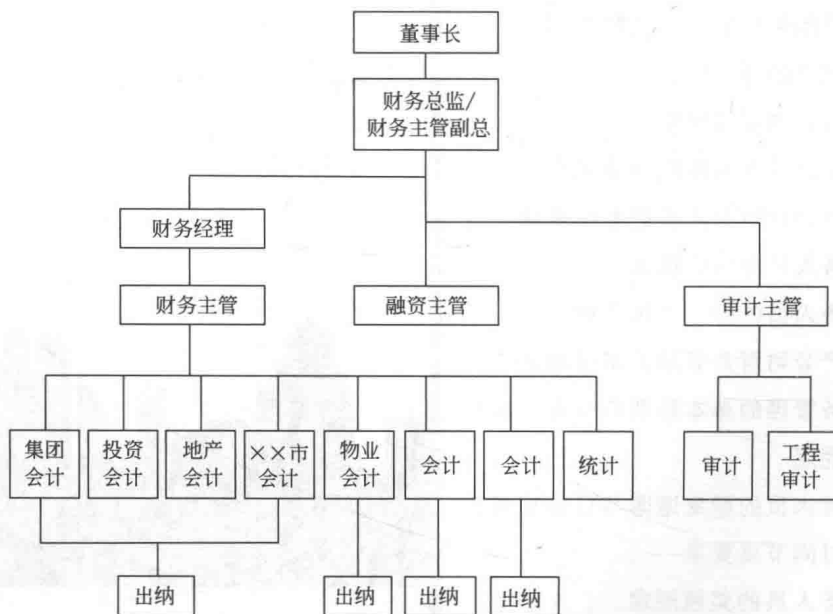 董事长
财务总监/
财务主管副总
财务经理
财务主管
融资主管
审计主管
集团
会计
投资
会计
地产
会计
××市
会计
物业
会计
会计
会计
统计
审计
工程
审计
出纳
出纳
出纳
出纳